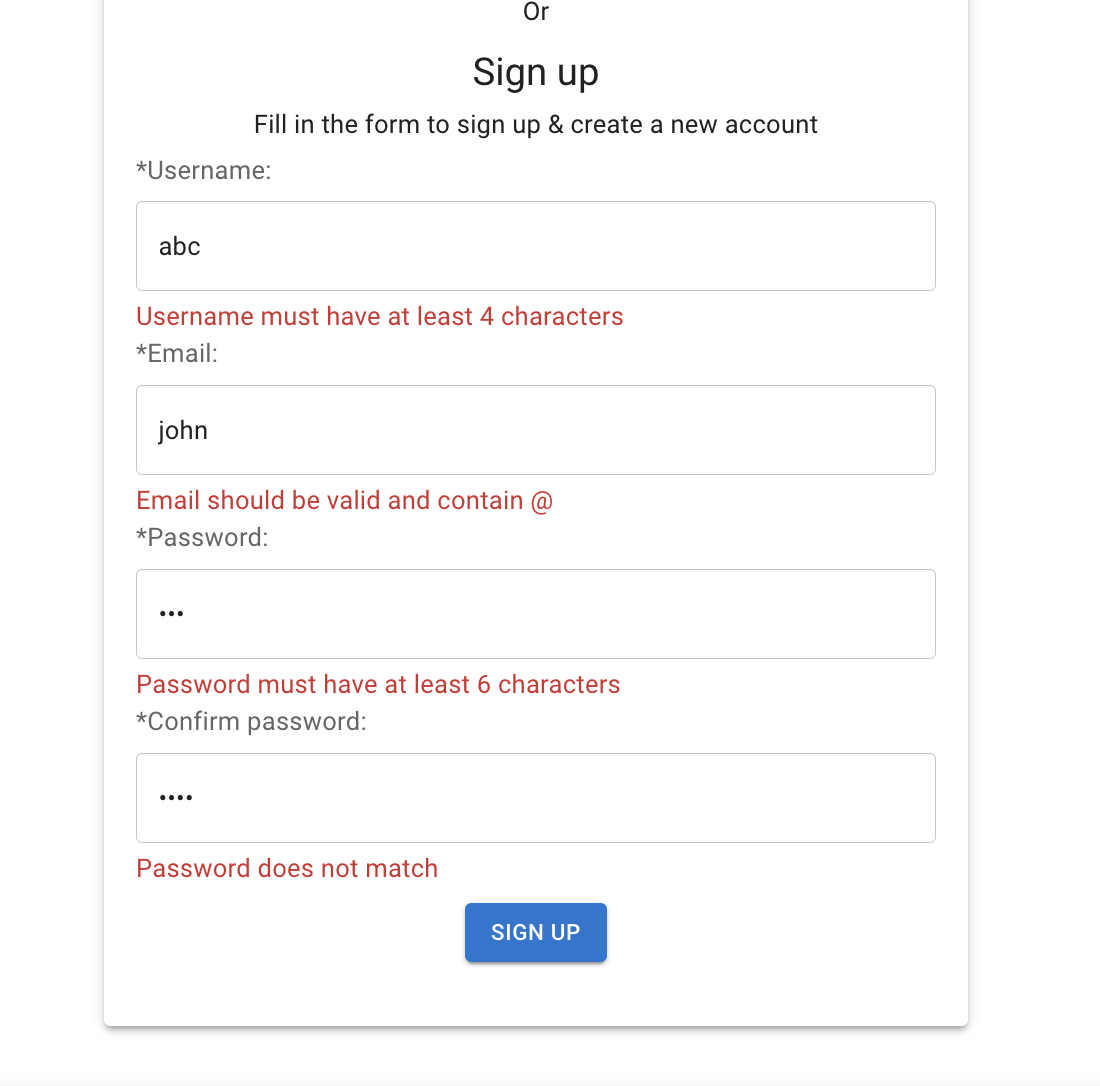 Or
Sign up
Fill in the form to sign up & create a new account
*Username:
abc
Username must have at least 4 characters
*Email:
john
Email should be valid and contain @
*Password:
•••
Password must have at least 6 characters
*Confirm password:
••••
Password does not match
SIGN UP